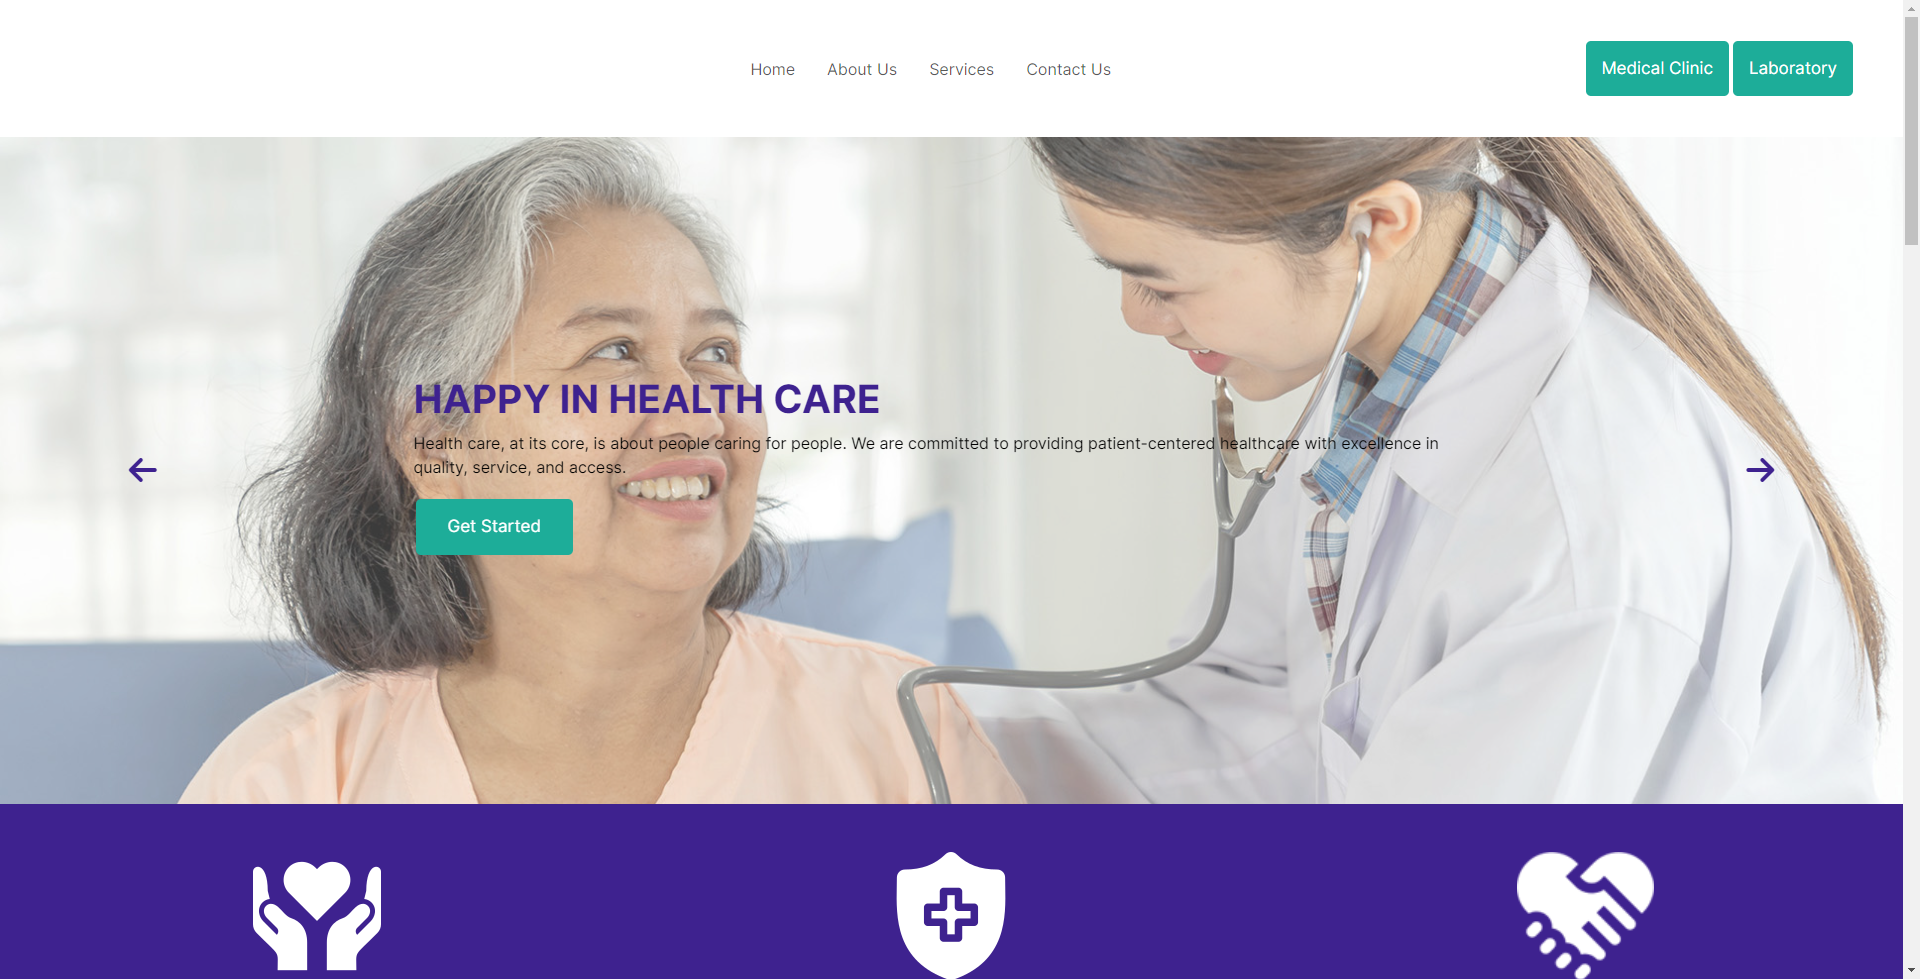 Home
About Us
Services
Contact Us
Medical Clinic
Laboratory
HAPPY IN HEALTH CARE
Health care, at its core, is about people caring for people. We are committed to providing patient-centered healthcare with excellence in
quality, service, and access.
Get Started